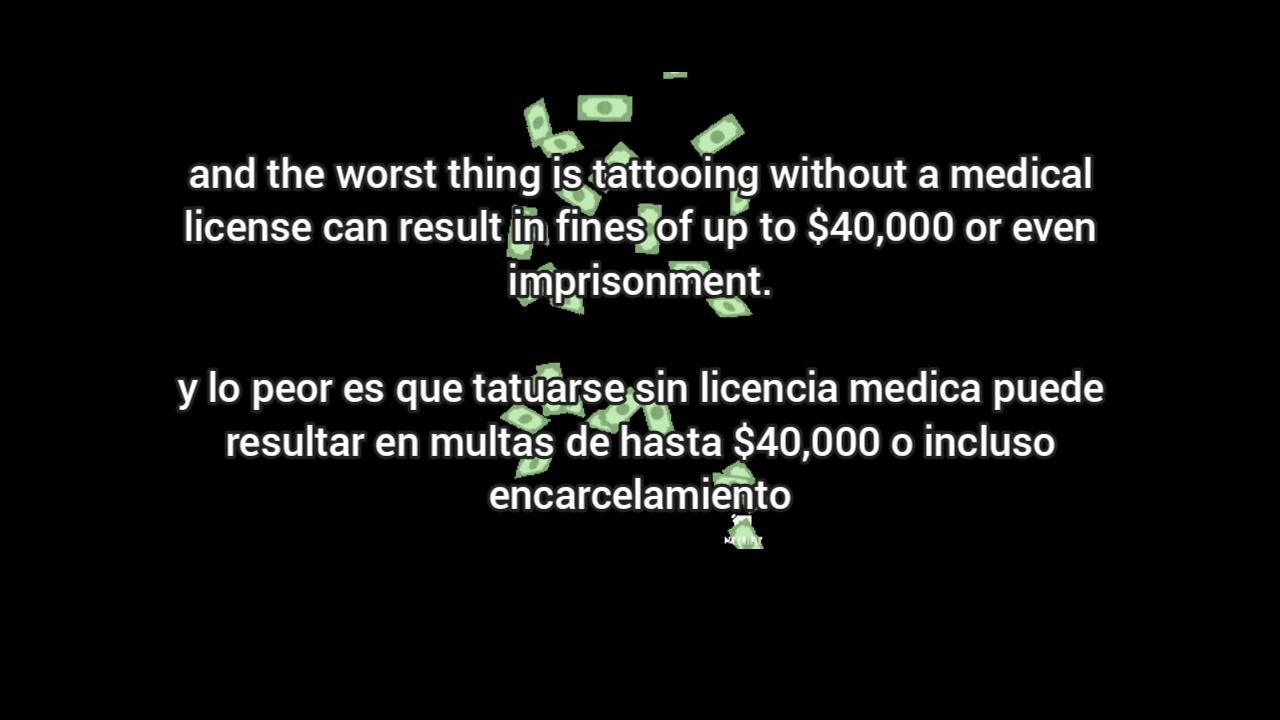 and the worst thing is tattooing without a medical
license can result in fines of up to $40,000 or even
imprisonment.
y lo peor es que tatuarse sin licencia medica puede
resultar en multas de hasta $40,000 o incluso
encarcelamiento